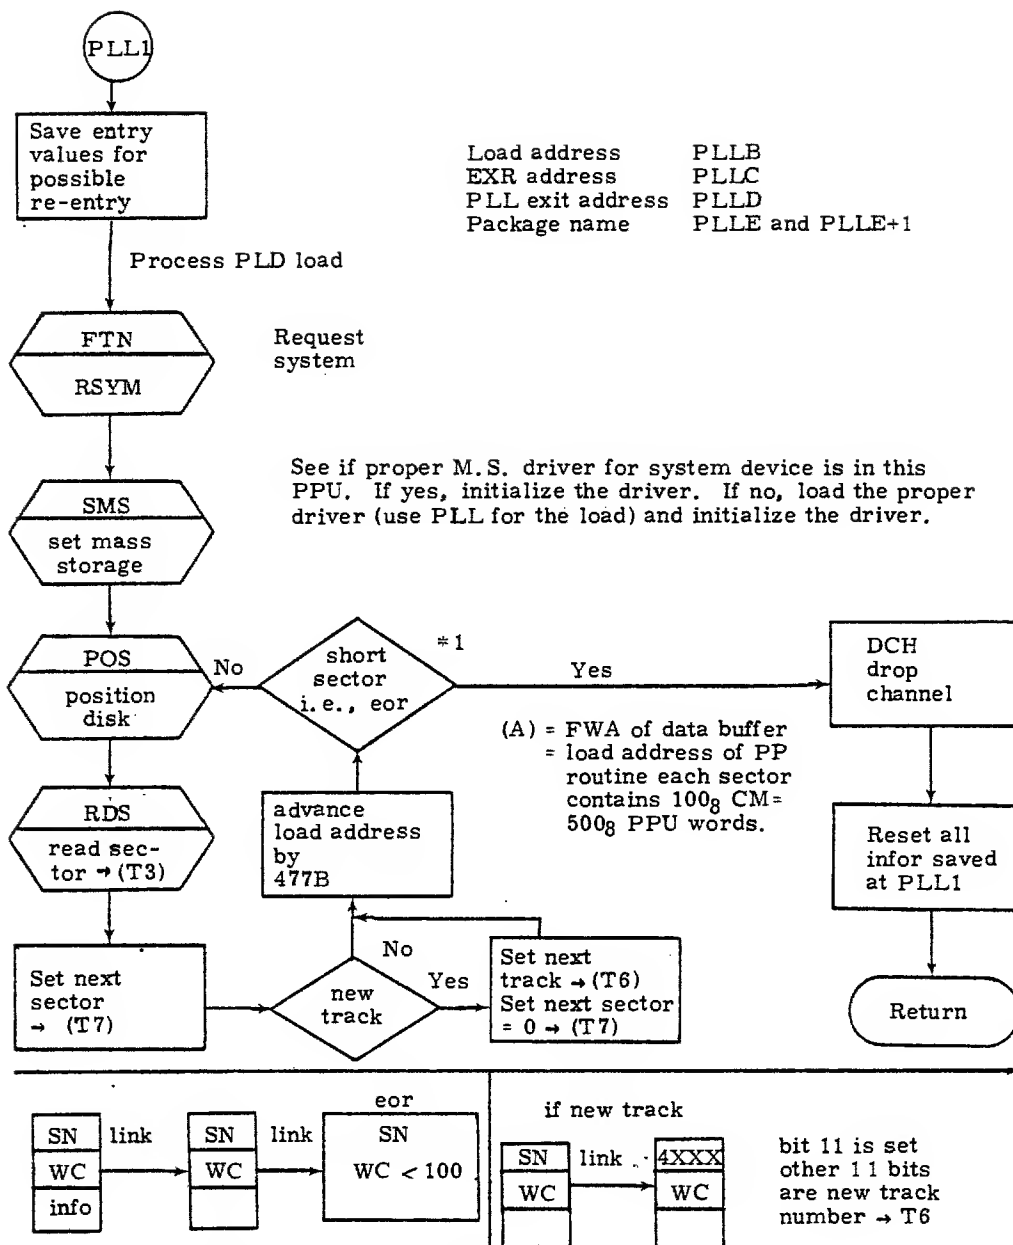 PLL1
Save entry
values for
possible
re-entry
Load address PLLB
EXR address PLLC
PLL exit address PLLD
Package name PLLE and PLLE+1
Process PLD load
FTN
RSYM
Request
system
See if proper M.S. driver for system device is in this
PPU. If yes, initialize the driver. If no, load the proper
driver (use PLL for the load) and initialize the driver.
SMS
set mass
storage
POS
position
disk
No
short
sector
i.e., eor
*1
Yes
DCH
drop
channel
(A) = FWA of data buffer
= load address of PP
routine each sector
contains 100₈ CM=
500₈ PPU words.
RDS
read sec-
tor → (T3)
advance
load address
by
477B
Reset all
infor saved
at PLL1
Set next
sector
→ (T7)
new
track
No
Yes
Set next
track → (T6)
Set next sector
= 0 → (T7)
Return
SN
WC
info
link
SN
WC
link
eor
SN
WC < 100
if new track
SN
WC
link
4XXX
WC
bit 11 is set
other 11 bits
are new track
number → T6